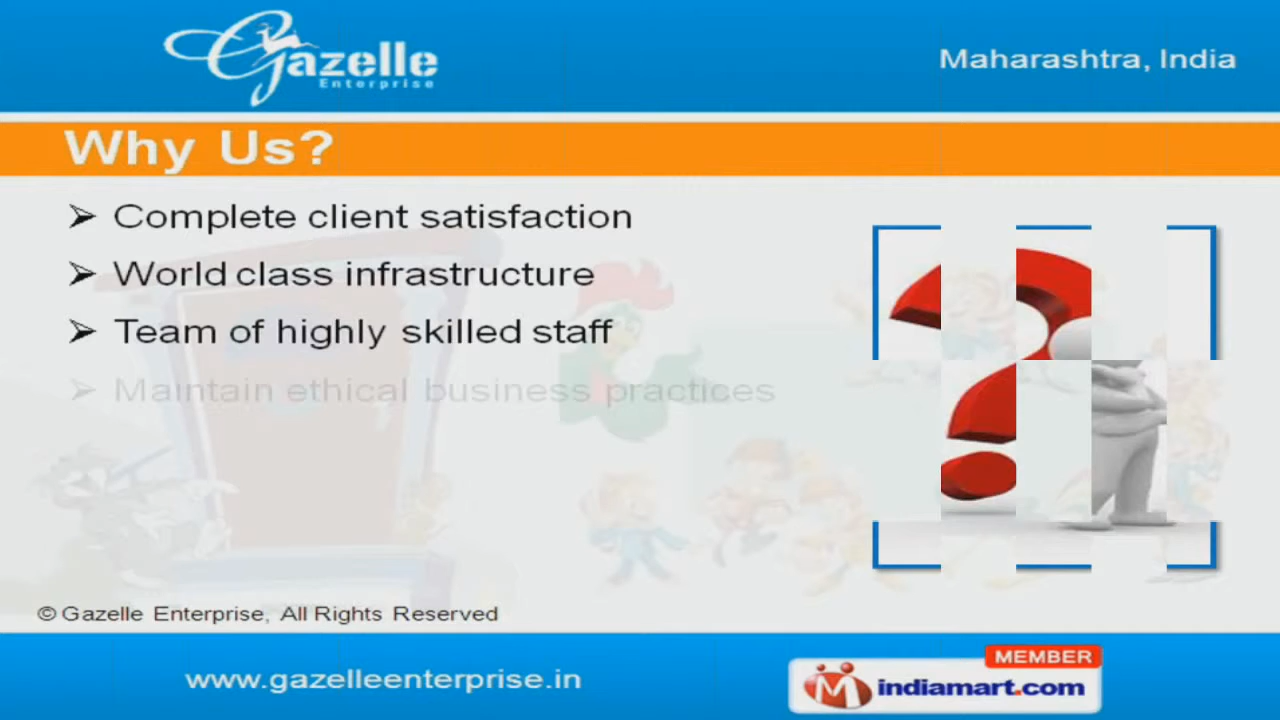 Gazelle
Enterprise
Maharashtra, India
Why Us?
➢ Complete client satisfaction
➢ World class infrastructure
➢ Team of highly skilled staff
➢ Maintain ethical business practices
© Gazelle Enterprise, All Rights Reserved
www.gazelleenterprise.in
MEMBER
indiamart.com